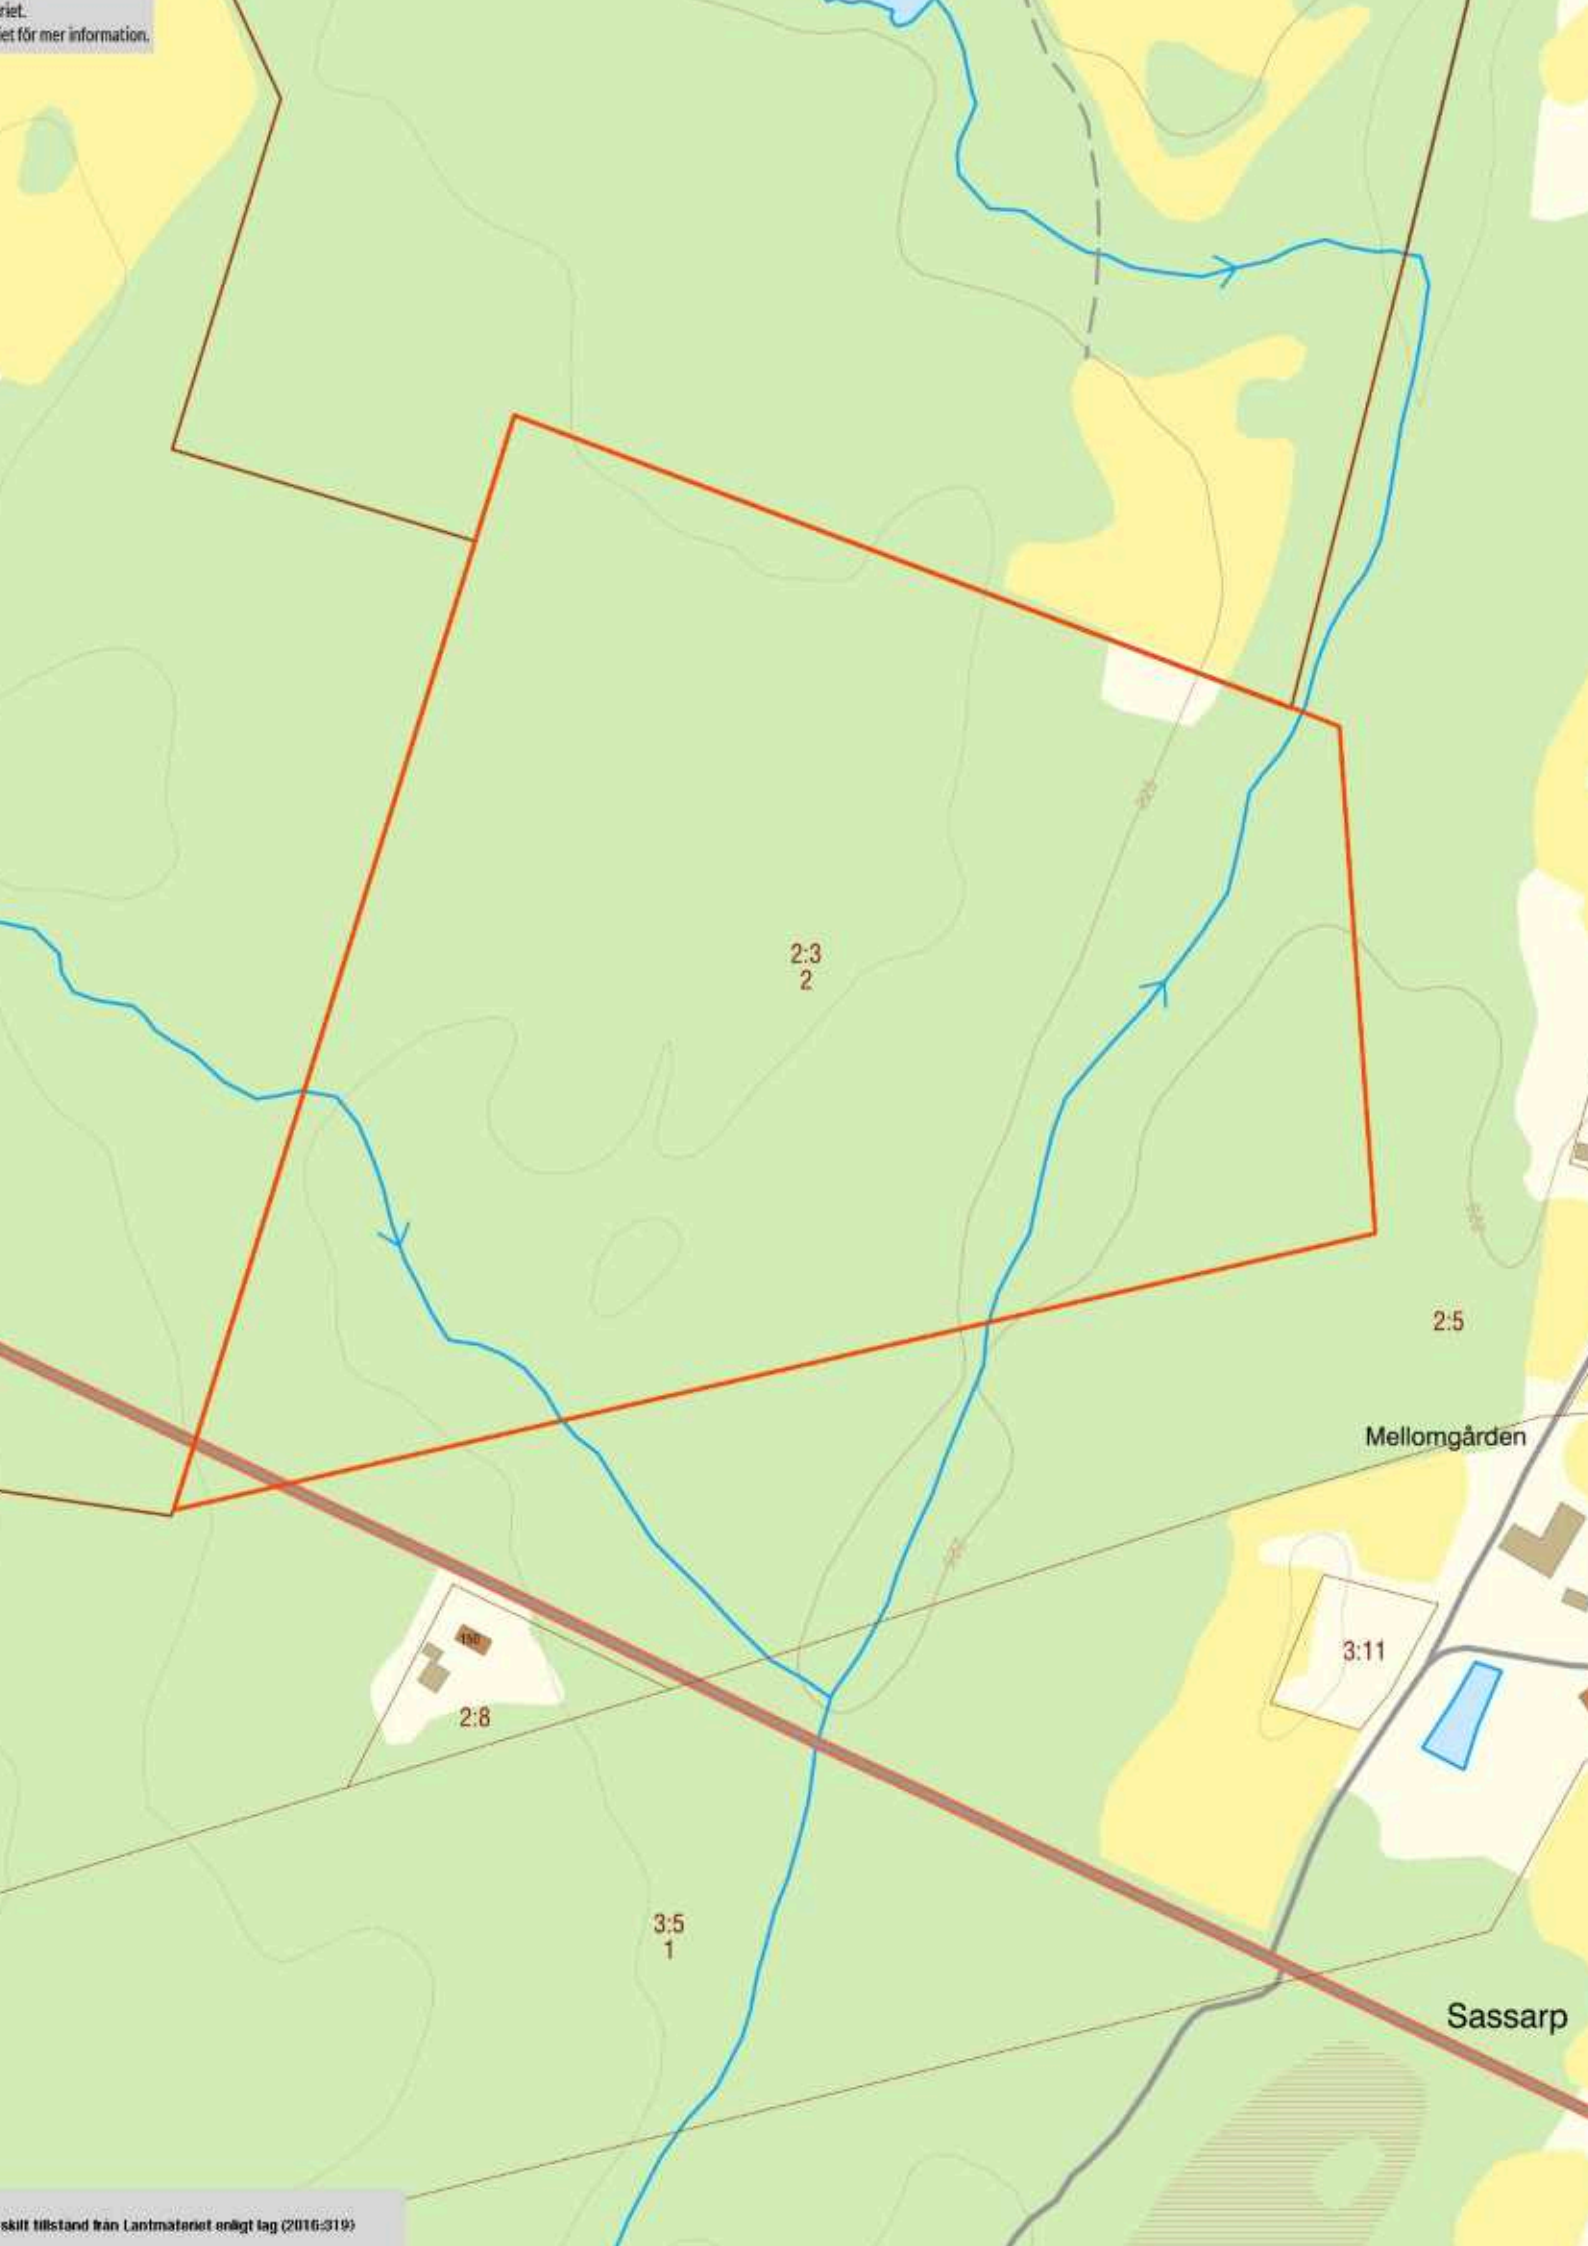 riet.
et för mer information.
2:3
2
2:5
Mellomgården
3:11
150
2:8
3:5
1
Sassarp
skilt tillstånd från Lantmäteriet enligt lag (2016:319)